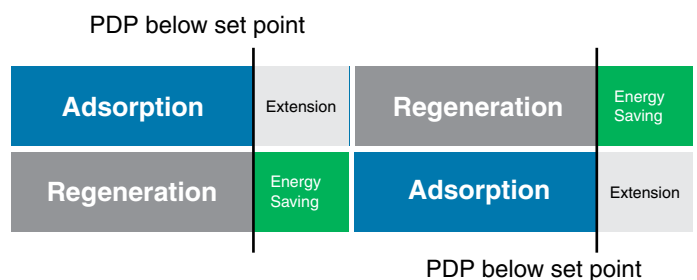 PDP below set point
Adsorption
Extension
Regeneration
Energy
Saving
Regeneration
Energy
Saving
Adsorption
Extension
PDP below set point